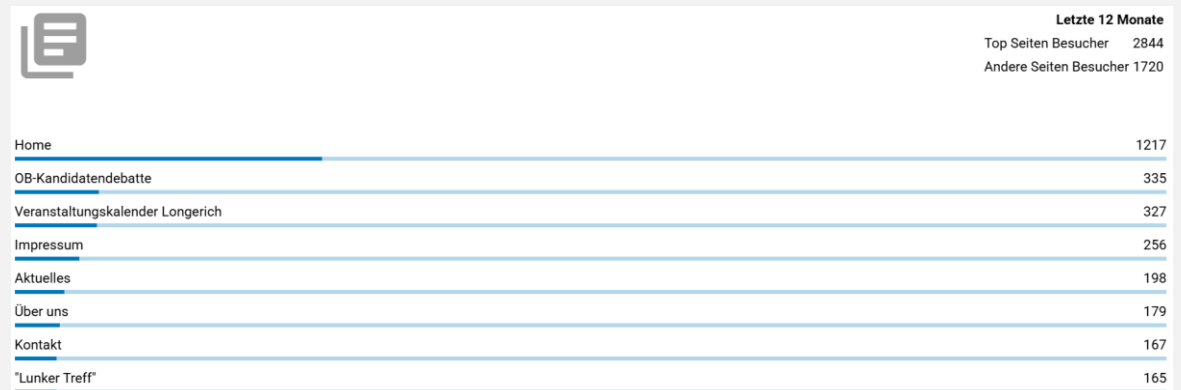 Letzte 12 Monate
Top Seiten Besucher 2844
Andere Seiten Besucher 1720
Home 1217
OB-Kandidatendebatte 335
Veranstaltungskalender Longerich 327
Impressum 256
Aktuelles 198
Über uns 179
Kontakt 167
"Lunker Treff" 165